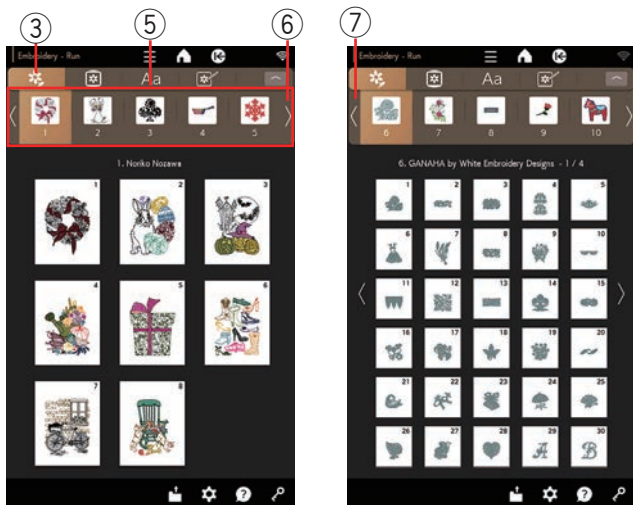 ③ ⑤ ⑥ ⑦
Embroidery - Run
Aa
1 2 3 4 5
1. Noriko Nozawa
1 2 3
4 5 6
7 8
Embroidery - Run
Aa
6 7 8 9 10
6. GANAHA by White Embroidery Designs - 1 / 4
1 2 3 4 5
6 7 8 9 10
11 12 13 14 15
16 17 18 19 20
21 22 23 24 25
26 27 28 29 30
A B